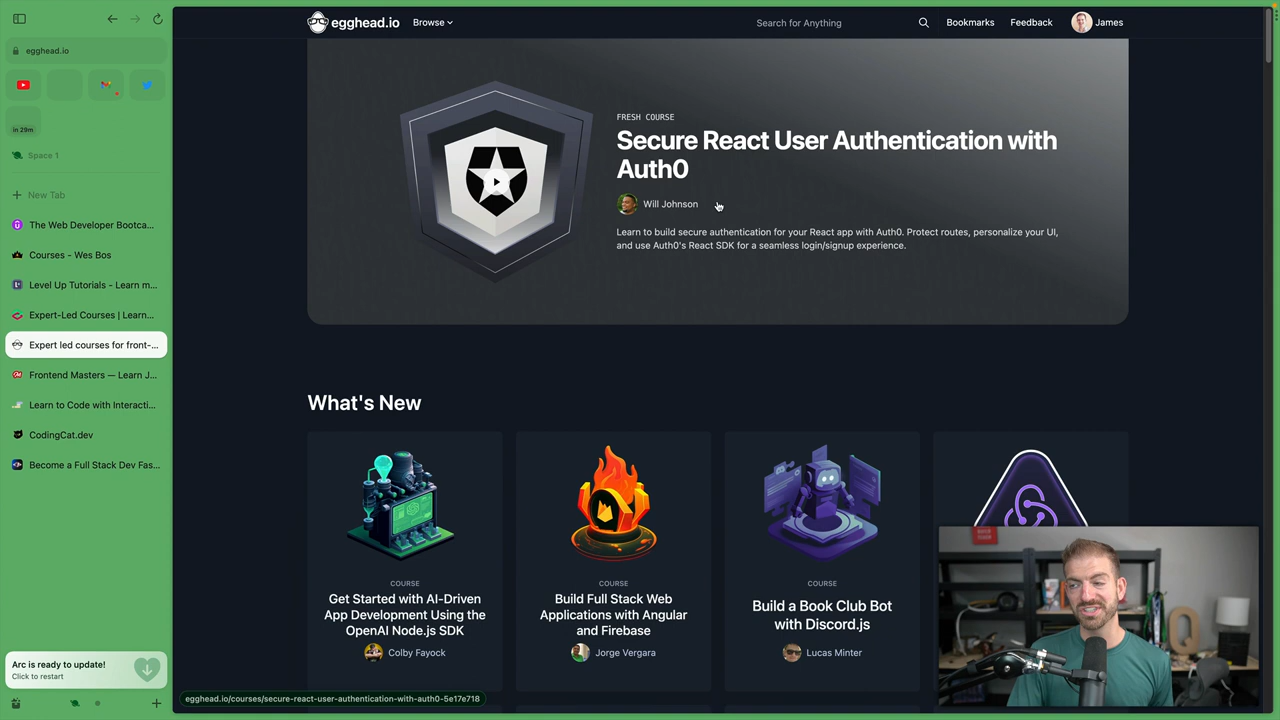 egghead.io
in 29m
Space 1
New Tab
The Web Developer Bootca...
Courses - Wes Bos
Level Up Tutorials - Learn m...
Expert-Led Courses | Learn...
Expert led courses for front-...
Frontend Masters — Learn J...
Learn to Code with Interacti...
CodingCat.dev
Become a Full Stack Dev Fas...
Arc is ready to update!
Click to restart
egghead.io
Browse
Search for Anything
Bookmarks
Feedback
James
FRESH COURSE
Secure React User Authentication with
Auth0
Will Johnson
Learn to build secure authentication for your React app with Auth0. Protect routes, personalize your UI,
and use Auth0's React SDK for a seamless login/signup experience.
What's New
COURSE
Get Started with AI-Driven
App Development Using the
OpenAI Node.js SDK
Colby Fayock
COURSE
Build Full Stack Web
Applications with Angular
and Firebase
Jorge Vergara
COURSE
Build a Book Club Bot
with Discord.js
Lucas Minter
egghead.io/courses/secure-react-user-authentication-with-auth0-5e17e718